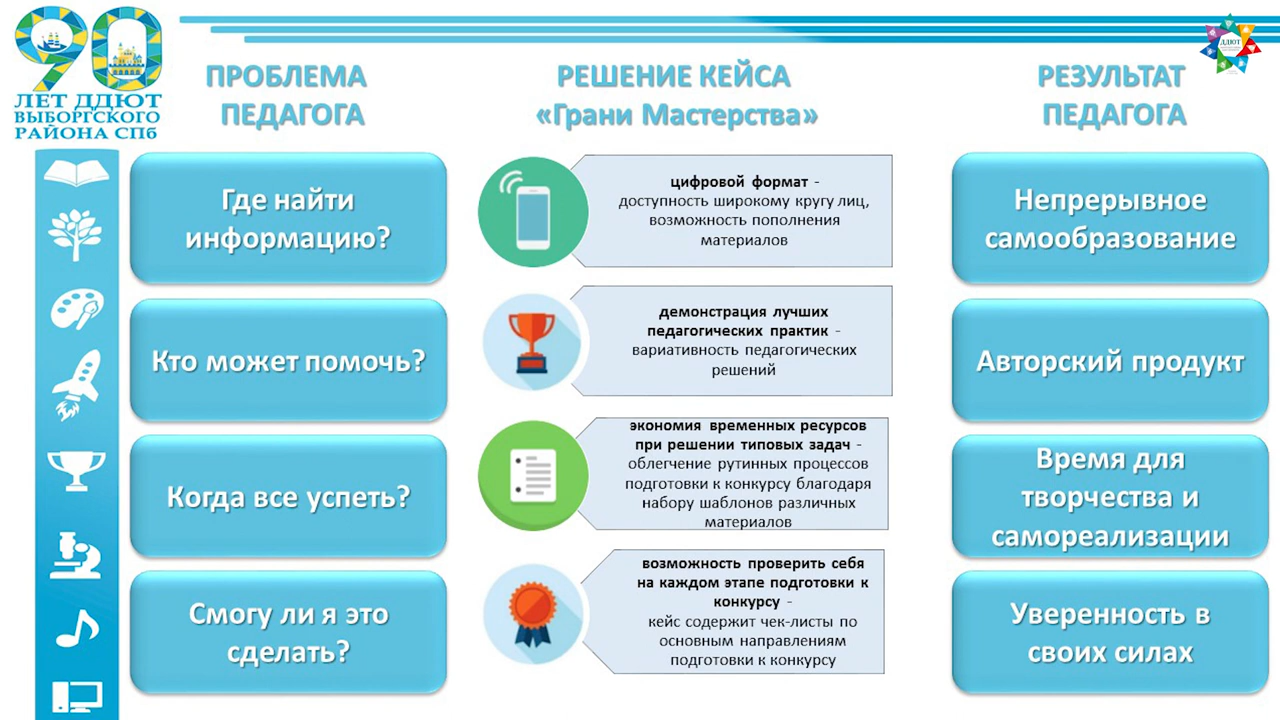 90
ЛЕТ ДДЮТ
ВЫБОРГСКОГО
РАЙОНА СПб
ПРОБЛЕМА
ПЕДАГОГА
РЕШЕНИЕ КЕЙСА
«Грани Мастерства»
РЕЗУЛЬТАТ
ПЕДАГОГА
ДДЮТ
Где найти
информацию?
цифровой формат -
доступность широкому кругу лиц,
возможность пополнения
материалов
Непрерывное
самообразование
Кто может помочь?
демонстрация лучших
педагогических практик -
вариативность педагогических
решений
Авторский продукт
Когда все успеть?
экономия временных ресурсов
при решении типовых задач -
облегчение рутинных процессов
подготовки к конкурсу благодаря
набору шаблонов различных
материалов
Время для
творчества и
самореализации
Смогу ли я это
сделать?
возможность проверить себя
на каждом этапе подготовки к
конкурсу -
кейс содержит чек-листы по
основным направлениям
подготовки к конкурсу
Уверенность в
своих силах